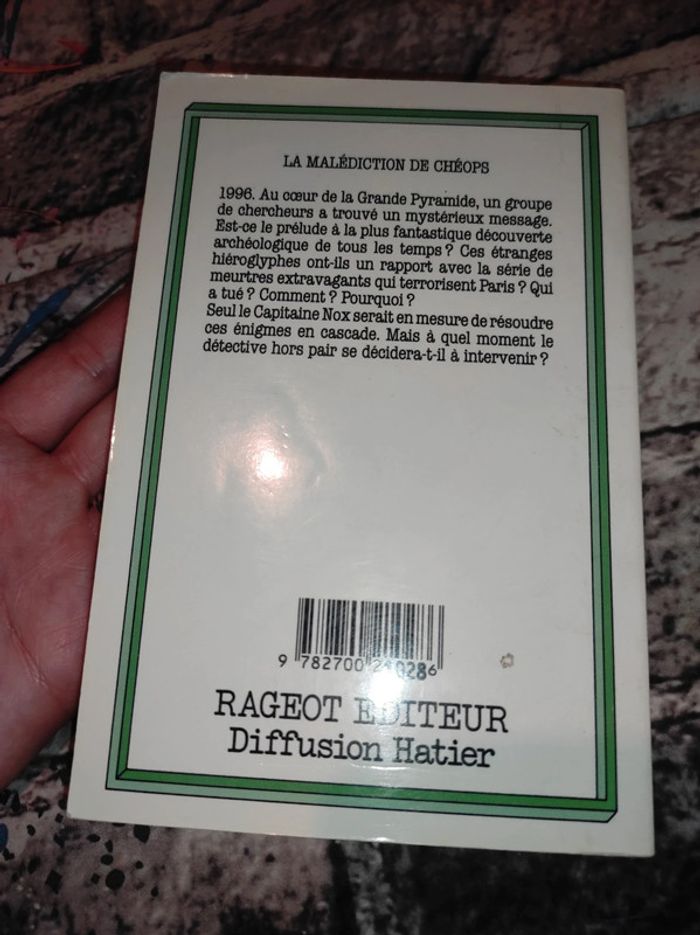 LA MALÉDICTION DE CHÉOPS
1996. Au cœur de la Grande Pyramide, un groupe
de chercheurs a trouvé un mystérieux message.
Est-ce le prélude à la plus fantastique découverte
archéologique de tous les temps ? Ces étranges
hiéroglyphes ont-ils un rapport avec la série de
meurtres extravagants qui terrorisent Paris ? Qui
a tué ? Comment ? Pourquoi ?
Seul le Capitaine Nox serait en mesure de résoudre
ces énigmes en cascade. Mais à quel moment le
détective hors pair se décidera-t-il à intervenir ?
9 782700 210286
RAGEOT EDITEUR
Diffusion Hatier